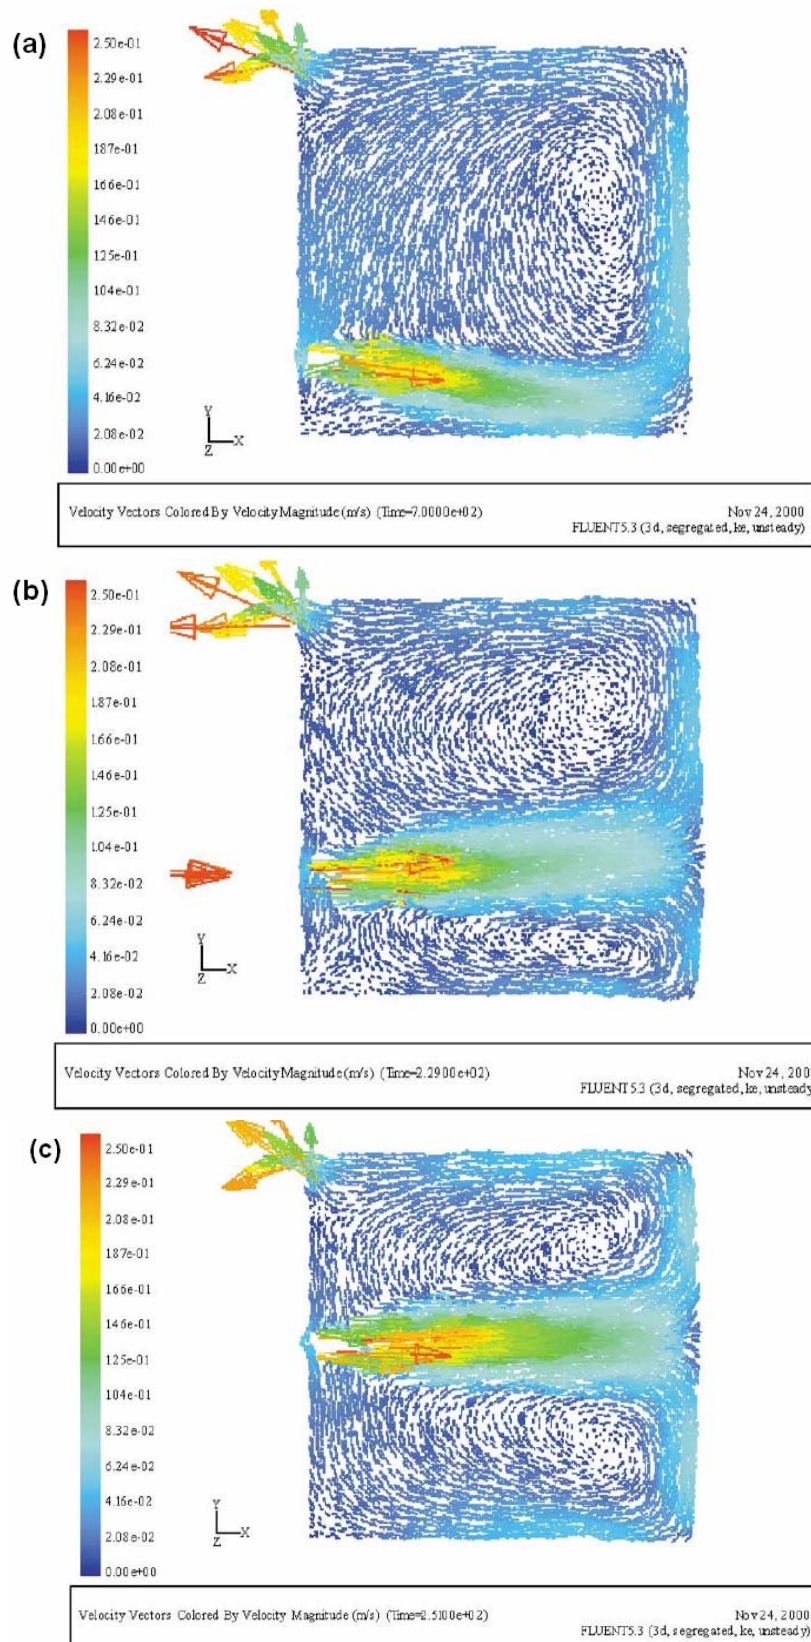 (a)
2.50e-01
2.29e-01
2.08e-01
187e-01
166e-01
1.46e-01
125e-01
104e-01
8.32e-02
6.24e-02
4.16e-02
2.08e-02
0.00e+00
Y
Z X
Velocity Vectors Colored By Velocity Magnitude (m/s) (Time=7.0000e+02)
Nov 24, 2000
FLUENT5.3 (3d, segregated, ke, unsteady)
(b)
2.50e-01
2.29e-01
2.08e-01
1.87e-01
1.66e-01
1.46e-01
1.25e-01
1.04e-01
8.32e-02
6.24e-02
4.16e-02
2.08e-02
0.00e+00
Y
Z X
Velocity Vectors Colored By Velocity Magnitude (m/s) (Time=2.2900e+02)
Nov 24, 200
FLUENT5.3 (3d, segregated, ke, unsteady
(c)
2.50e-01
2.29e-01
2.08e-01
187e-01
166e-01
146e-01
125e-01
104e-01
8.32e-02
6.24e-02
4.16e-02
2.08e-02
0.00e+00
Y
Z X
Velocity Vectors Colored By Velocity Magnitude (m/s) (Time=2.5100e+02)
Nov 24, 2000
FLUENT5.3 (3d, segregated, ke, unsteady)